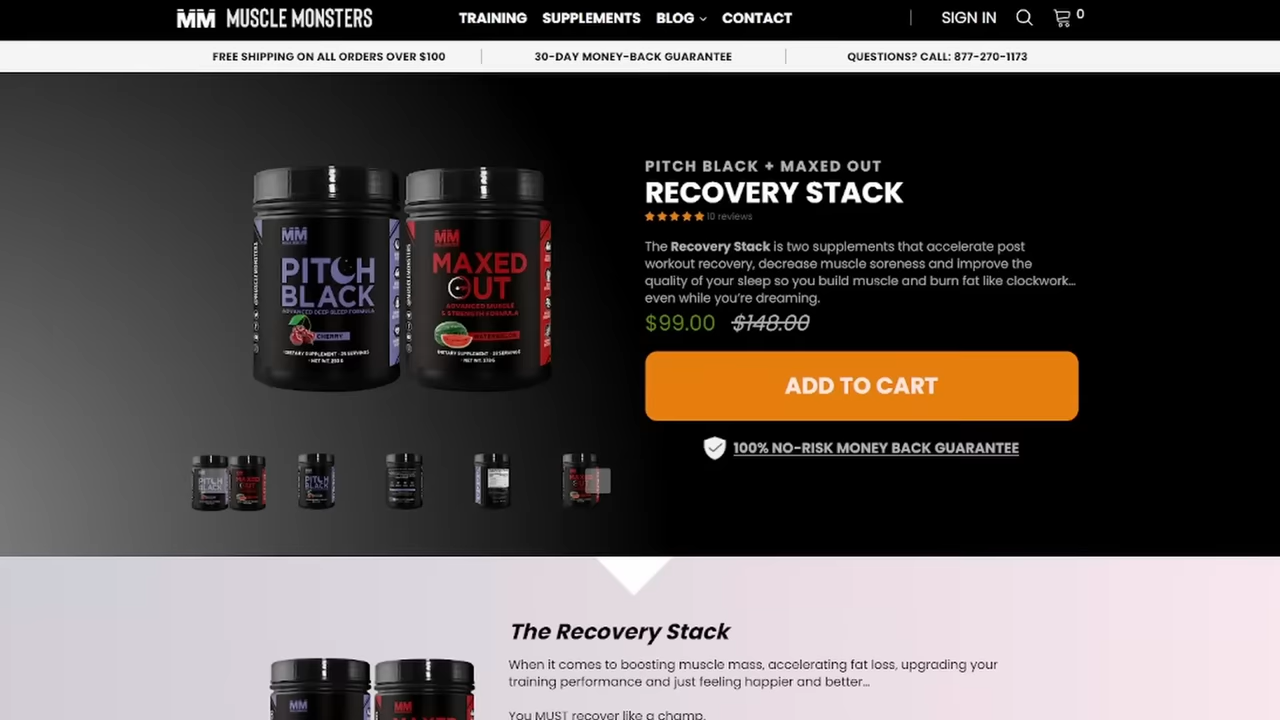 MM MUSCLE MONSTERS
TRAINING SUPPLEMENTS BLOG CONTACT
SIGN IN 0
FREE SHIPPING ON ALL ORDERS OVER $100
30-DAY MONEY-BACK GUARANTEE
QUESTIONS? CALL: 877-270-1173
MM
PITCH
BLACK
ADVANCED DEEP SLEEP FORMULA
CHERRY
MM
MAXED
OUT
ADVANCED MUSCLE
& STRENGTH FORMULA
WATERMELON
PITCH BLACK + MAXED OUT
RECOVERY STACK
10 reviews
The Recovery Stack is two supplements that accelerate post
workout recovery, decrease muscle soreness and improve the
quality of your sleep so you build muscle and burn fat like clockwork...
even while you're dreaming.
$99.00 $148.00
ADD TO CART
100% NO-RISK MONEY BACK GUARANTEE
The Recovery Stack
When it comes to boosting muscle mass, accelerating fat loss, upgrading your
training performance and just feeling happier and better...
You MUST recover like a champ.
MM
MM